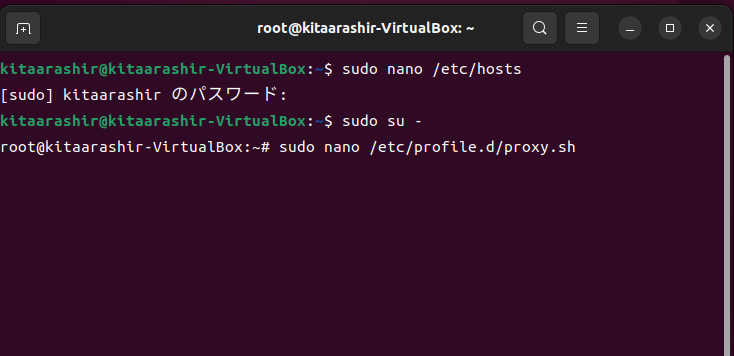 root@kitaarashir-VirtualBox: ~
kitaarashir@kitaarashir-VirtualBox:~$ sudo nano /etc/hosts
[sudo] kitaarashir のパスワード:
kitaarashir@kitaarashir-VirtualBox:~$ sudo su -
root@kitaarashir-VirtualBox:~# sudo nano /etc/profile.d/proxy.sh